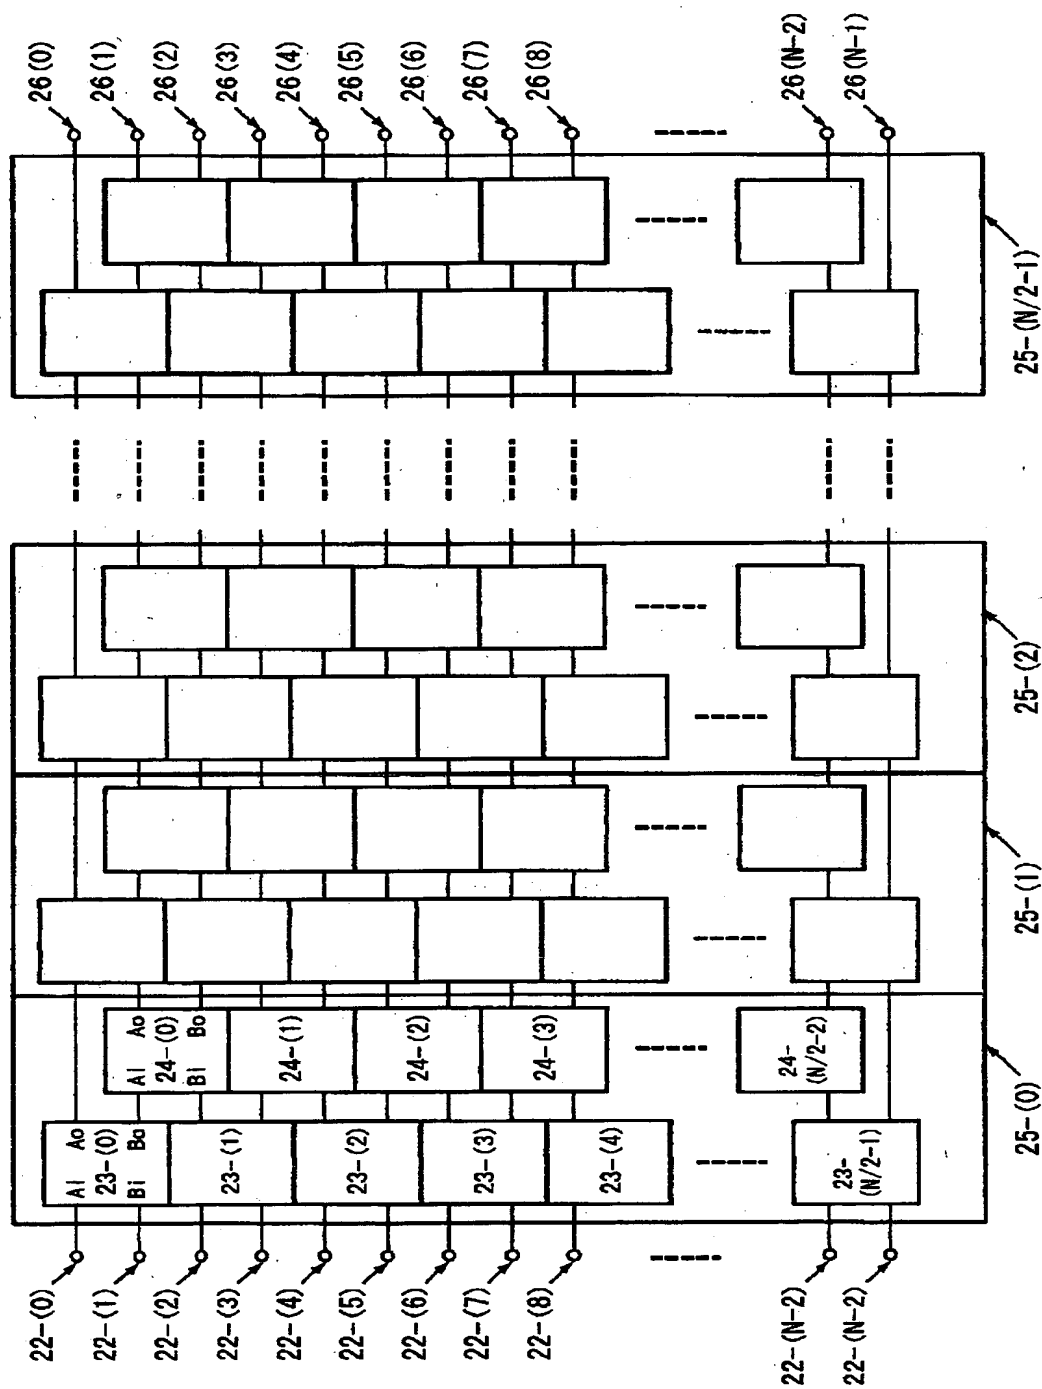 26(0)
26(1)
26(2)
26(3)
26(4)
26(5)
26(6)
26(7)
26(8)
26(N-2)
26(N-1)
25-(N/2-1)
25-(2)
25-(1)
25-(0)
Ai Ao
24-(0)
Bi Bo
24-(1)
24-(2)
24-(3)
24-
(N/2-2)
Ai Ao
23-(0)
Bi Bo
23-(1)
23-(2)
23-(3)
23-(4)
23-
(N/2-1)
22-(0)
22-(1)
22-(2)
22-(3)
22-(4)
22-(5)
22-(6)
22-(7)
22-(8)
22-(N-2)
22-(N-2)